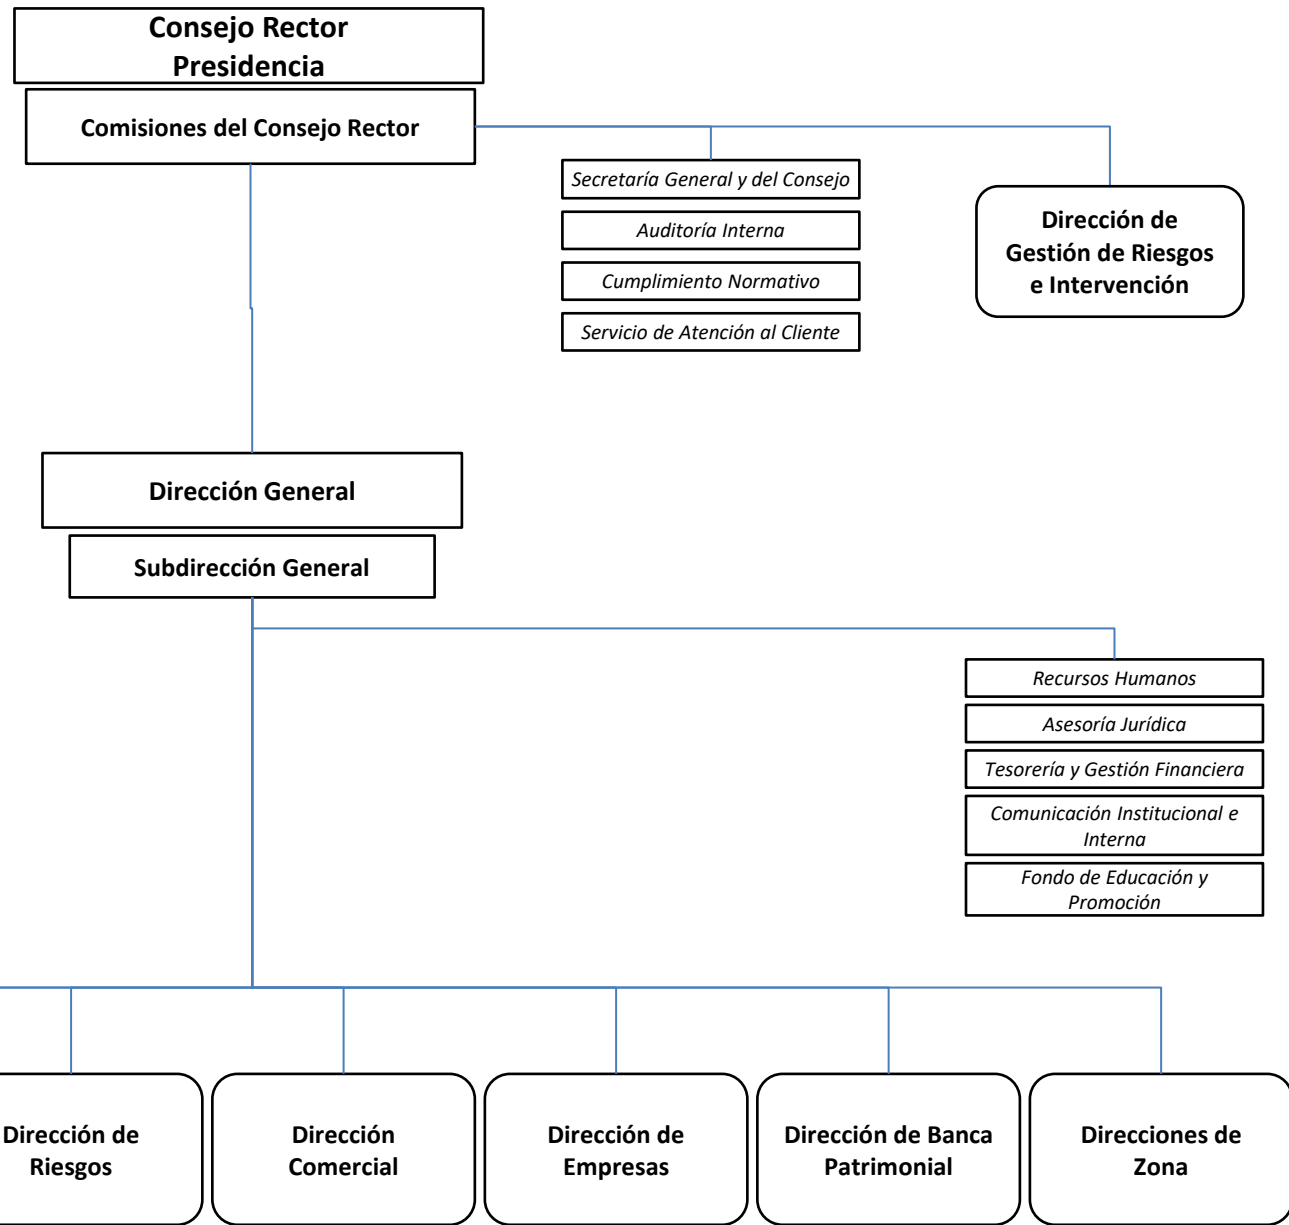 Consejo Rector
Presidencia
Comisiones del Consejo Rector
Secretaría General y del Consejo
Auditoría Interna
Cumplimiento Normativo
Servicio de Atención al Cliente
Dirección de
Gestión de Riesgos
e Intervención
Dirección General
Subdirección General
Recursos Humanos
Asesoría Jurídica
Tesorería y Gestión Financiera
Comunicación Institucional e
Interna
Fondo de Educación y
Promoción
Dirección de
Riesgos
Dirección
Comercial
Dirección de
Empresas
Dirección de Banca
Patrimonial
Direcciones de
Zona